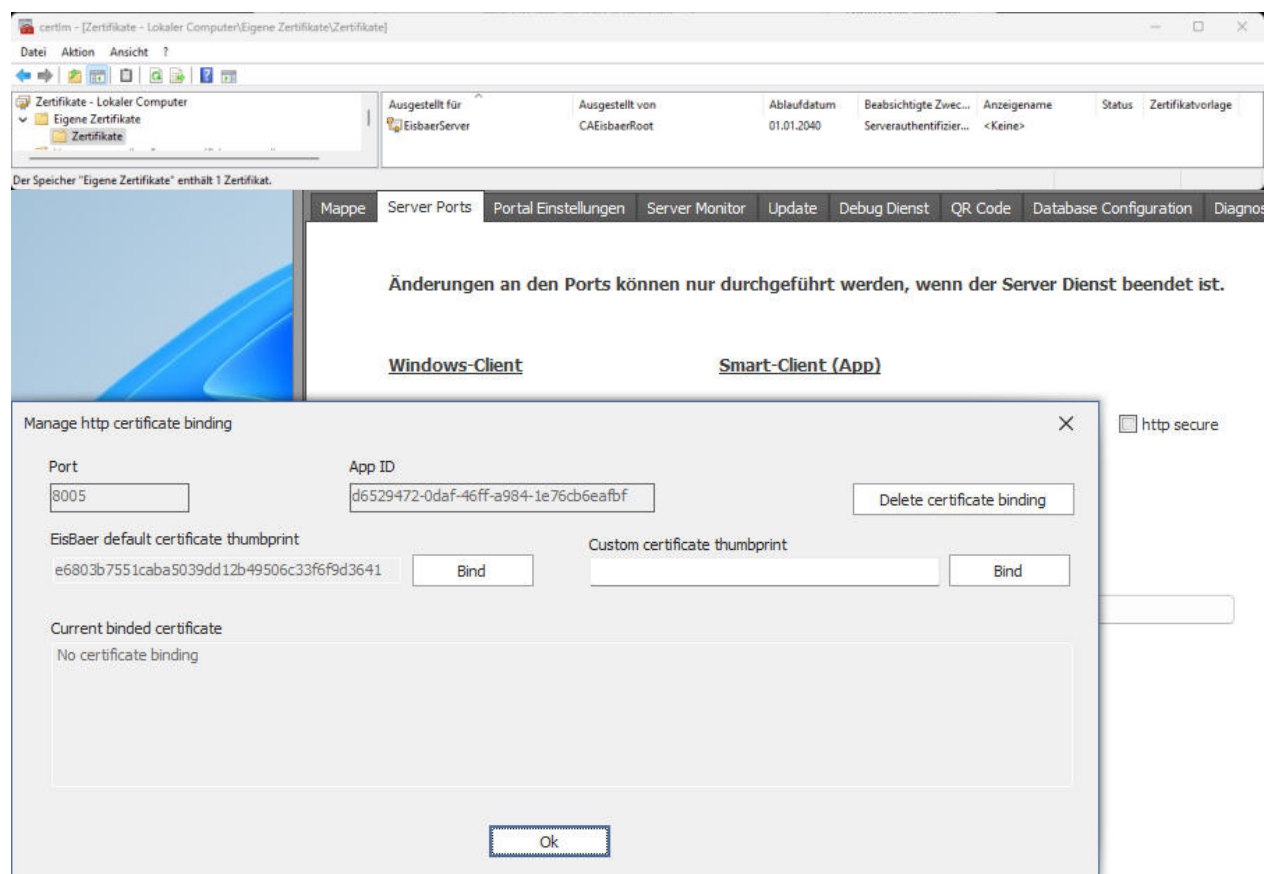 certlm - [Zertifikate - Lokaler Computer\Eigene Zertifikate\Zertifikate]
Datei Aktion Ansicht ?
Zertifikate - Lokaler Computer
Eigene Zertifikate
Zertifikate
Ausgestellt für Ausgestellt von Ablaufdatum Beabsichtigte Zwec... Anzeigename Status Zertifikatvorlage
EisbaerServer CAEisbaerRoot 01.01.2040 Serverauthentifizier... <Keine>
Der Speicher "Eigene Zertifikate" enthält 1 Zertifikat.
Mappe Server Ports Portal Einstellungen Server Monitor Update Debug Dienst QR Code Database Configuration Diagnos
Änderungen an den Ports können nur durchgeführt werden, wenn der Server Dienst beendet ist.
Windows-Client Smart-Client (App)
Manage http certificate binding
http secure
Port App ID
8005 d6529472-0daf-46ff-a984-1e76cb6eafbf
Delete certificate binding
EisBaer default certificate thumbprint Custom certificate thumbprint
e6803b7551caba5039dd12b49506c33f6f9d3641 Bind Bind
Current binded certificate
No certificate binding
Ok